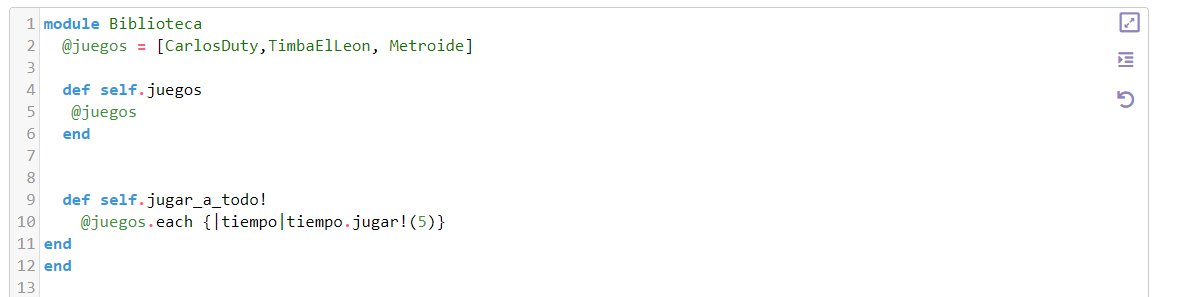 1 module Biblioteca
2   @juegos = [CarlosDuty,TimbaElLeon, Metroide]
3
4   def self.juegos
5    @juegos
6   end
7
8
9   def self.jugar_a_todo!
10     @juegos.each {|tiempo|tiempo.jugar!(5)}
11 end
12 end
13